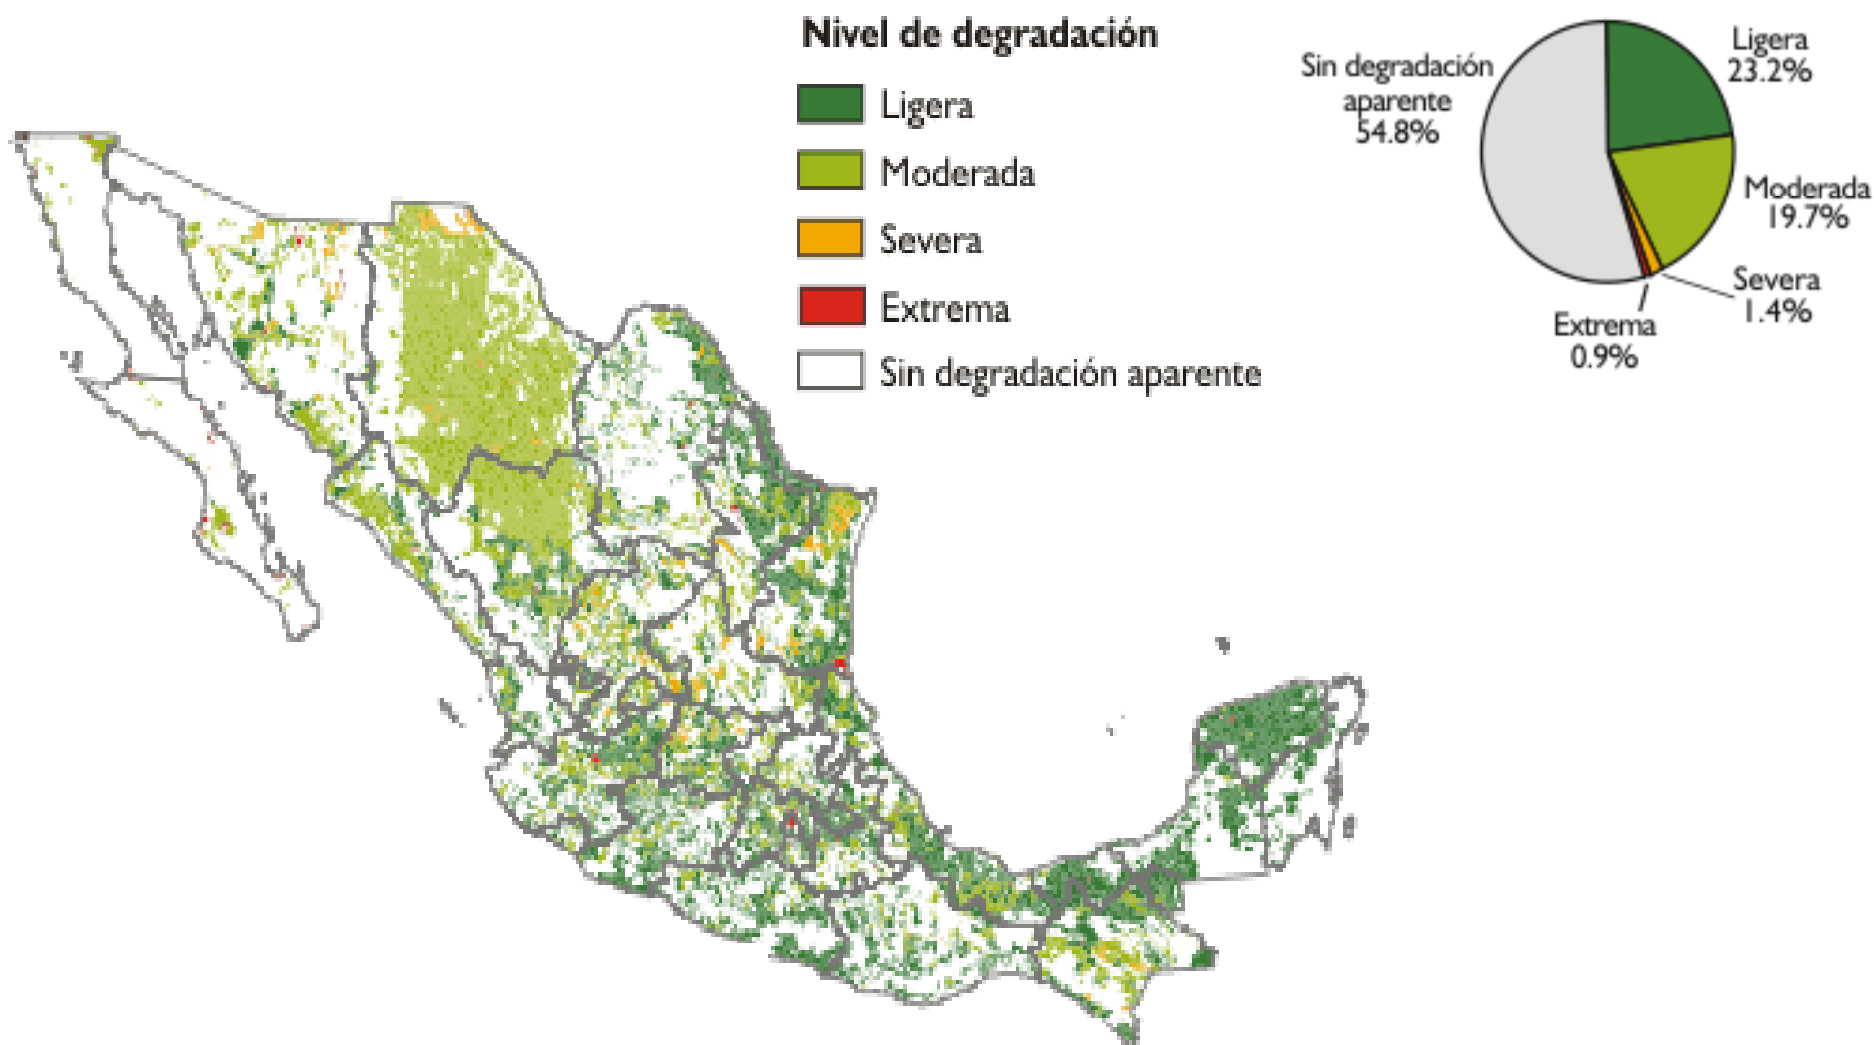 Nivel de degradación
Ligera
Moderada
Severa
Extrema
Sin degradación aparente
Sin degradación
aparente
54.8%
Ligera
23.2%
Moderada
19.7%
Severa
1.4%
Extrema
0.9%